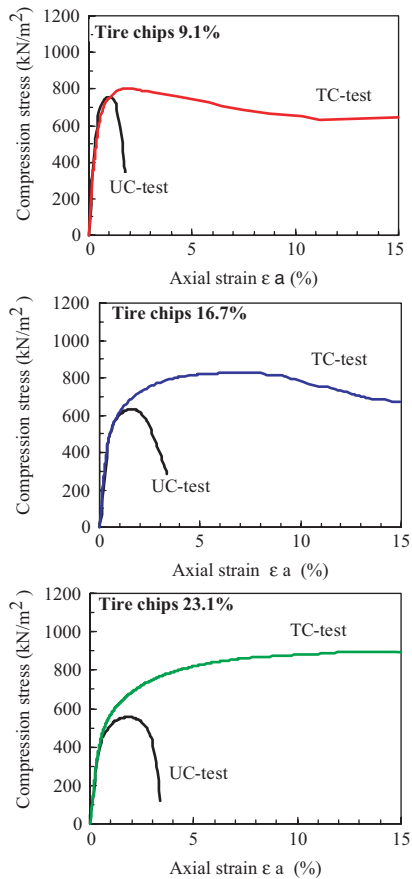 Tire chips 9.1%
Compression stress (kN/m²)
1200
1000
800
600
400
200
0
TC-test
UC-test
0 5 10 15
Axial strain ε a (%)
Tire chips 16.7%
Compression stress (kN/m²)
1200
1000
800
600
400
200
0
TC-test
UC-test
0 5 10 15
Axial strain ε a (%)
Tire chips 23.1%
Compression stress (kN/m²)
1200
1000
800
600
400
200
0
TC-test
UC-test
0 5 10 15
Axial strain ε a (%)